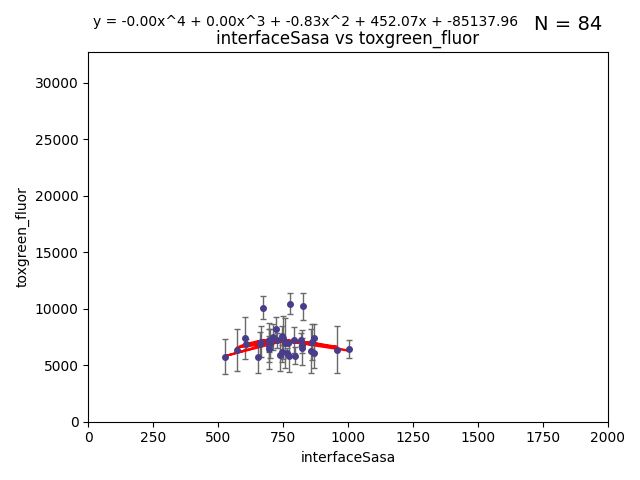 y = -0.00x^4 + 0.00x^3 + -0.83x^2 + 452.07x + -85137.96
N = 84
interfaceSasa vs toxgreen_fluor
30000
25000
20000
15000
10000
5000
0
toxgreen_fluor
0 250 500 750 1000 1250 1500 1750 2000
interfaceSasa